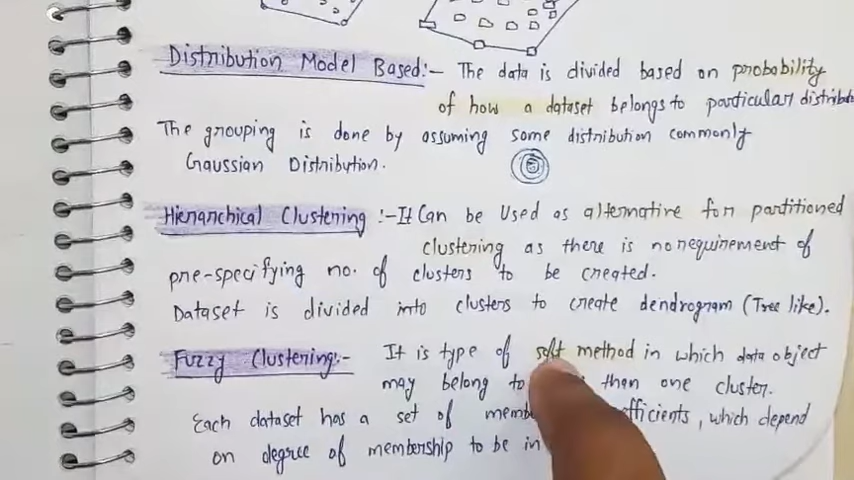 Distribution Model Based:- The data is divided based on probability
of how a dataset belongs to particular
The grouping is done by assuming some distribution commonly
Gaussian Distribution.
Hierarchical Clustering :- It Can be Used as alternative for partitioned
clustering as there is no requirement of
pre-specifying no. of clusters to be created.
Dataset is divided into clusters to create dendrogram (Tree like).
Fuzzy Clustering:- It is type of soft method in which data object
may belong to than one cluster.
Each dataset has a set of , which depend
on degree of membership to be in